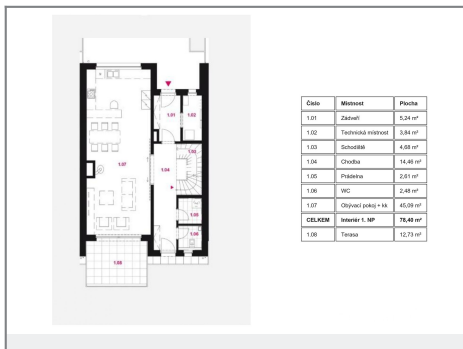 1.01
1.02
1.03
1.04
1.07
1.05
1.06
1.08
Číslo Místnost Plocha
1.01 Zádveří 5,24 m²
1.02 Technická místnost 3,84 m²
1.03 Schodiště 4,68 m²
1.04 Chodba 14,46 m²
1.05 Prádelna 2,61 m²
1.06 WC 2,48 m²
1.07 Obývací pokoj + kk 45,09 m²
CELKEM Interiér 1. NP 78,40 m²
1.08 Terasa 12,73 m²